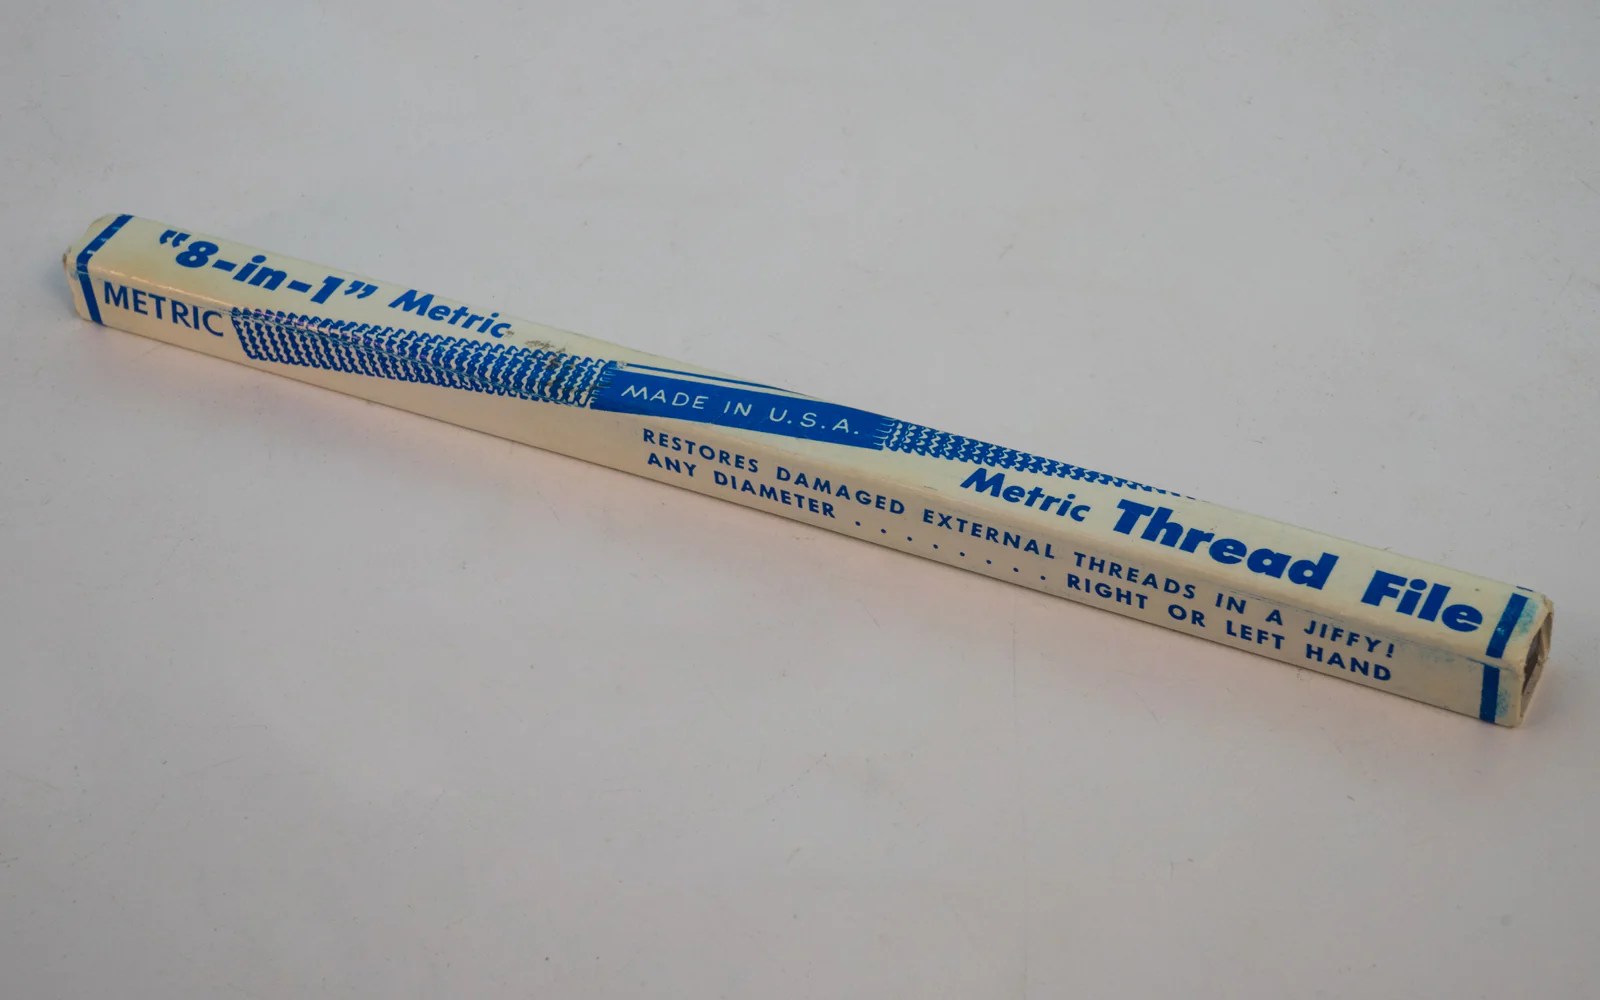 "8-in-1" Metric
METRIC
MADE IN U.S.A.
Metric Thread File
RESTORES DAMAGED EXTERNAL THREADS IN A JIFFY!
ANY DIAMETER . . . . . . . . RIGHT OR LEFT HAND